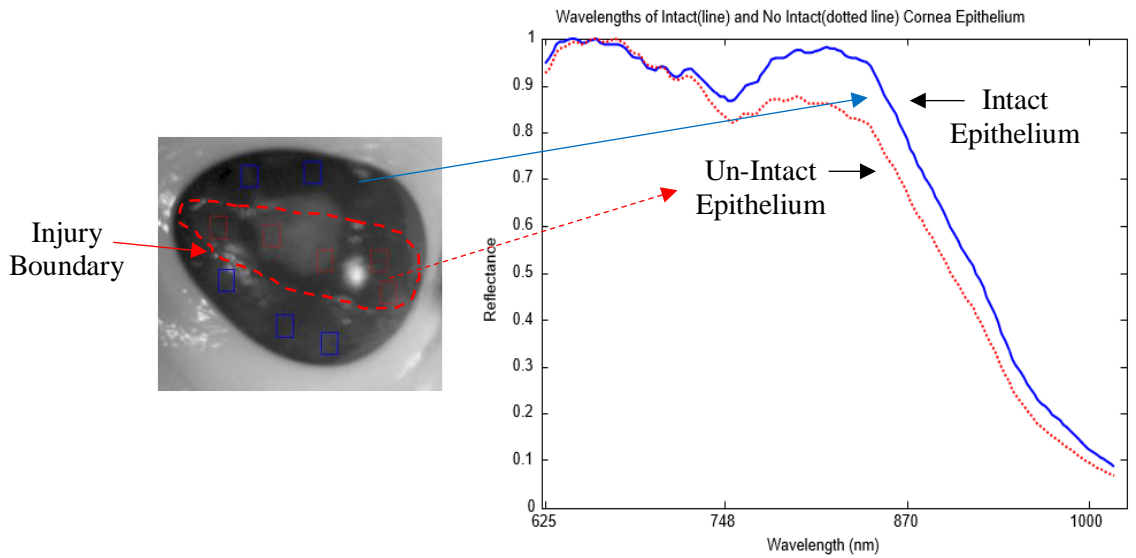 Wavelengths of Intact(line) and No Intact(dotted line) Cornea Epithelium
1
0.9
0.8
0.7
0.6
0.5
0.4
0.3
0.2
0.1
0
Reflectance
625
748
870
1000
Wavelength (nm)
Intact
Epithelium
Un-Intact
Epithelium
Injury
Boundary